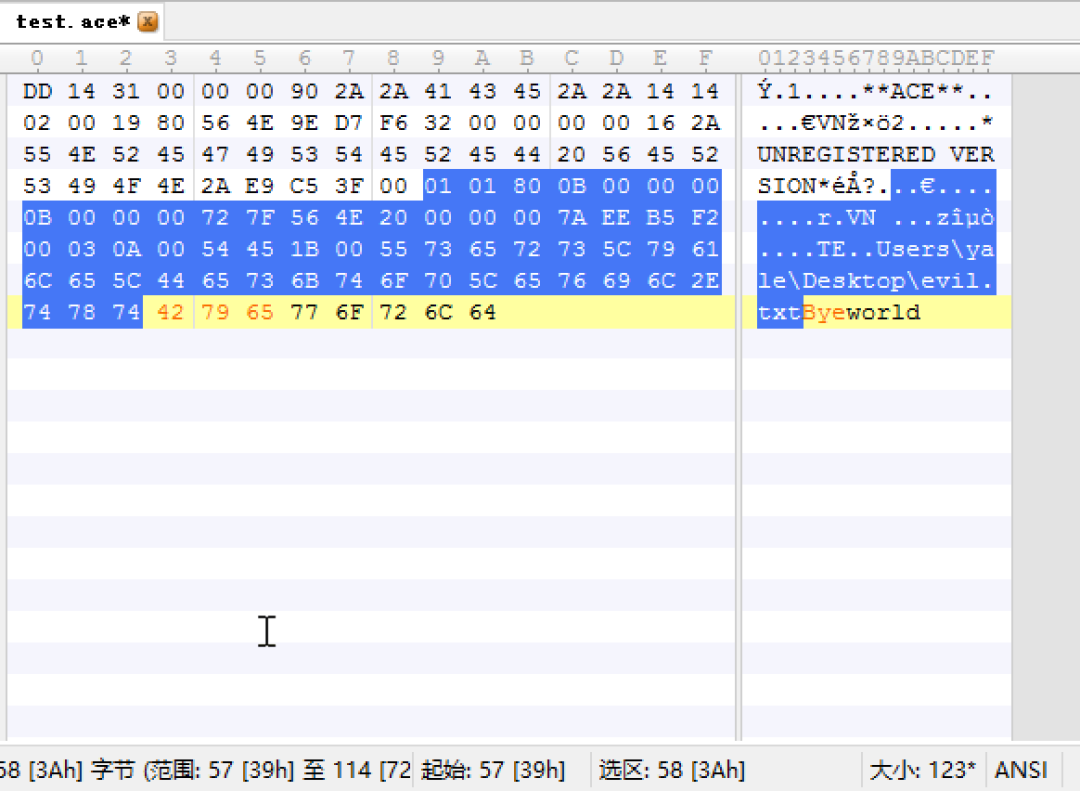 test.ace*
0 1 2 3 4 5 6 7 8 9 A B C D E F 0123456789ABCDEF
DD 14 31 00 00 00 90 2A 2A 41 43 45 2A 2A 14 14 Ý.1....**ACE**..
02 00 19 80 56 4E 9E D7 F6 32 00 00 00 00 16 2A ...€VNž×ö2.....*
55 4E 52 45 47 49 53 54 45 52 45 44 20 56 45 52 UNREGISTERED VER
53 49 4F 4E 2A E9 C5 3F 00 01 01 80 0B 00 00 00 SION*éÅ?...€....
0B 00 00 00 72 7F 56 4E 20 00 00 00 7A EE B5 F2 ....r.VN ...zîµò
00 03 0A 00 54 45 1B 00 55 73 65 72 73 5C 79 61 ....TE..Users\ya
6C 65 5C 44 65 73 6B 74 6F 70 5C 65 76 69 6C 2E le\Desktop\evil.
74 78 74 42 79 65 77 6F 72 6C 64 txtByeworld
58 [3Ah] 字节 (范围: 57 [39h] 至 114 [72 起始: 57 [39h] 选区: 58 [3Ah] 大小: 123* ANSI